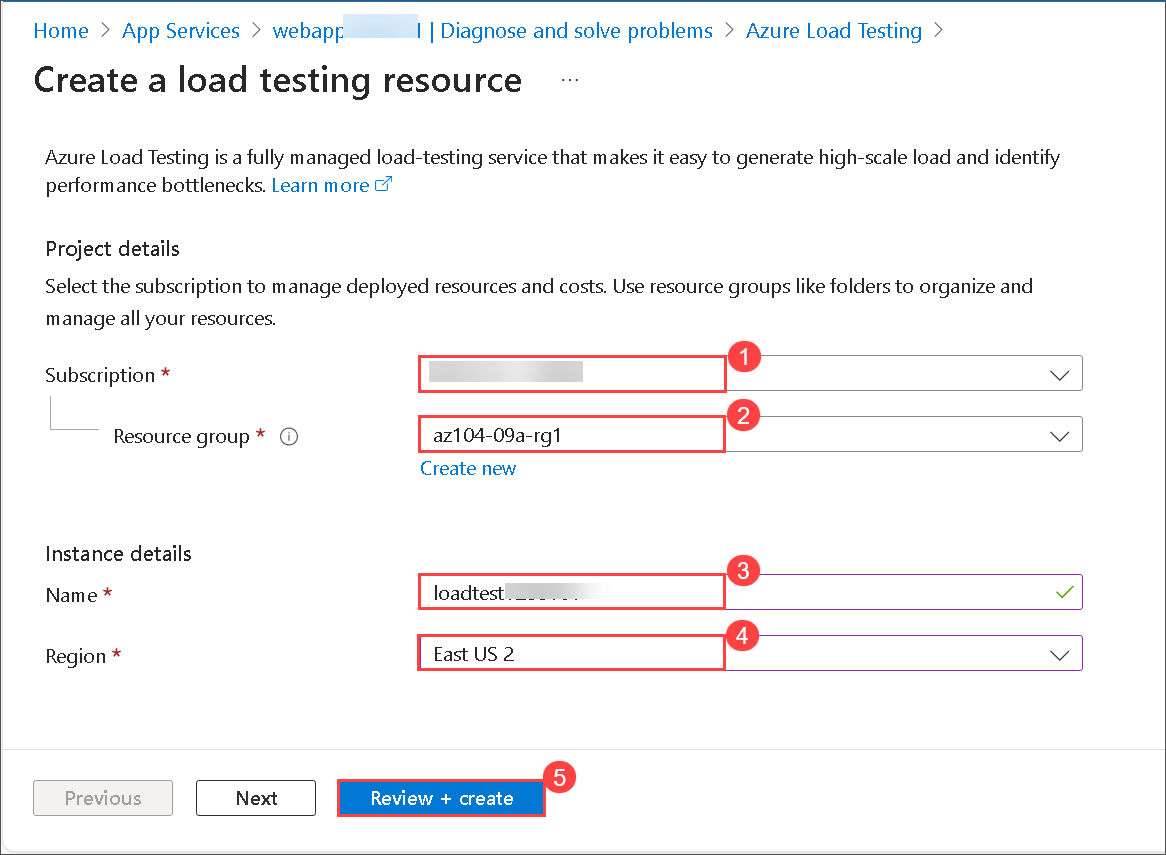 Home > App Services > webapp | Diagnose and solve problems > Azure Load Testing >
Create a load testing resource ...
Azure Load Testing is a fully managed load-testing service that makes it easy to generate high-scale load and identify
performance bottlenecks. Learn more
Project details
Select the subscription to manage deployed resources and costs. Use resource groups like folders to organize and
manage all your resources.
Subscription *
1
Resource group *
az104-09a-rg1
2
Create new
Instance details
Name *
loadtest
3
Region *
East US 2
4
Previous
Next
Review + create
5